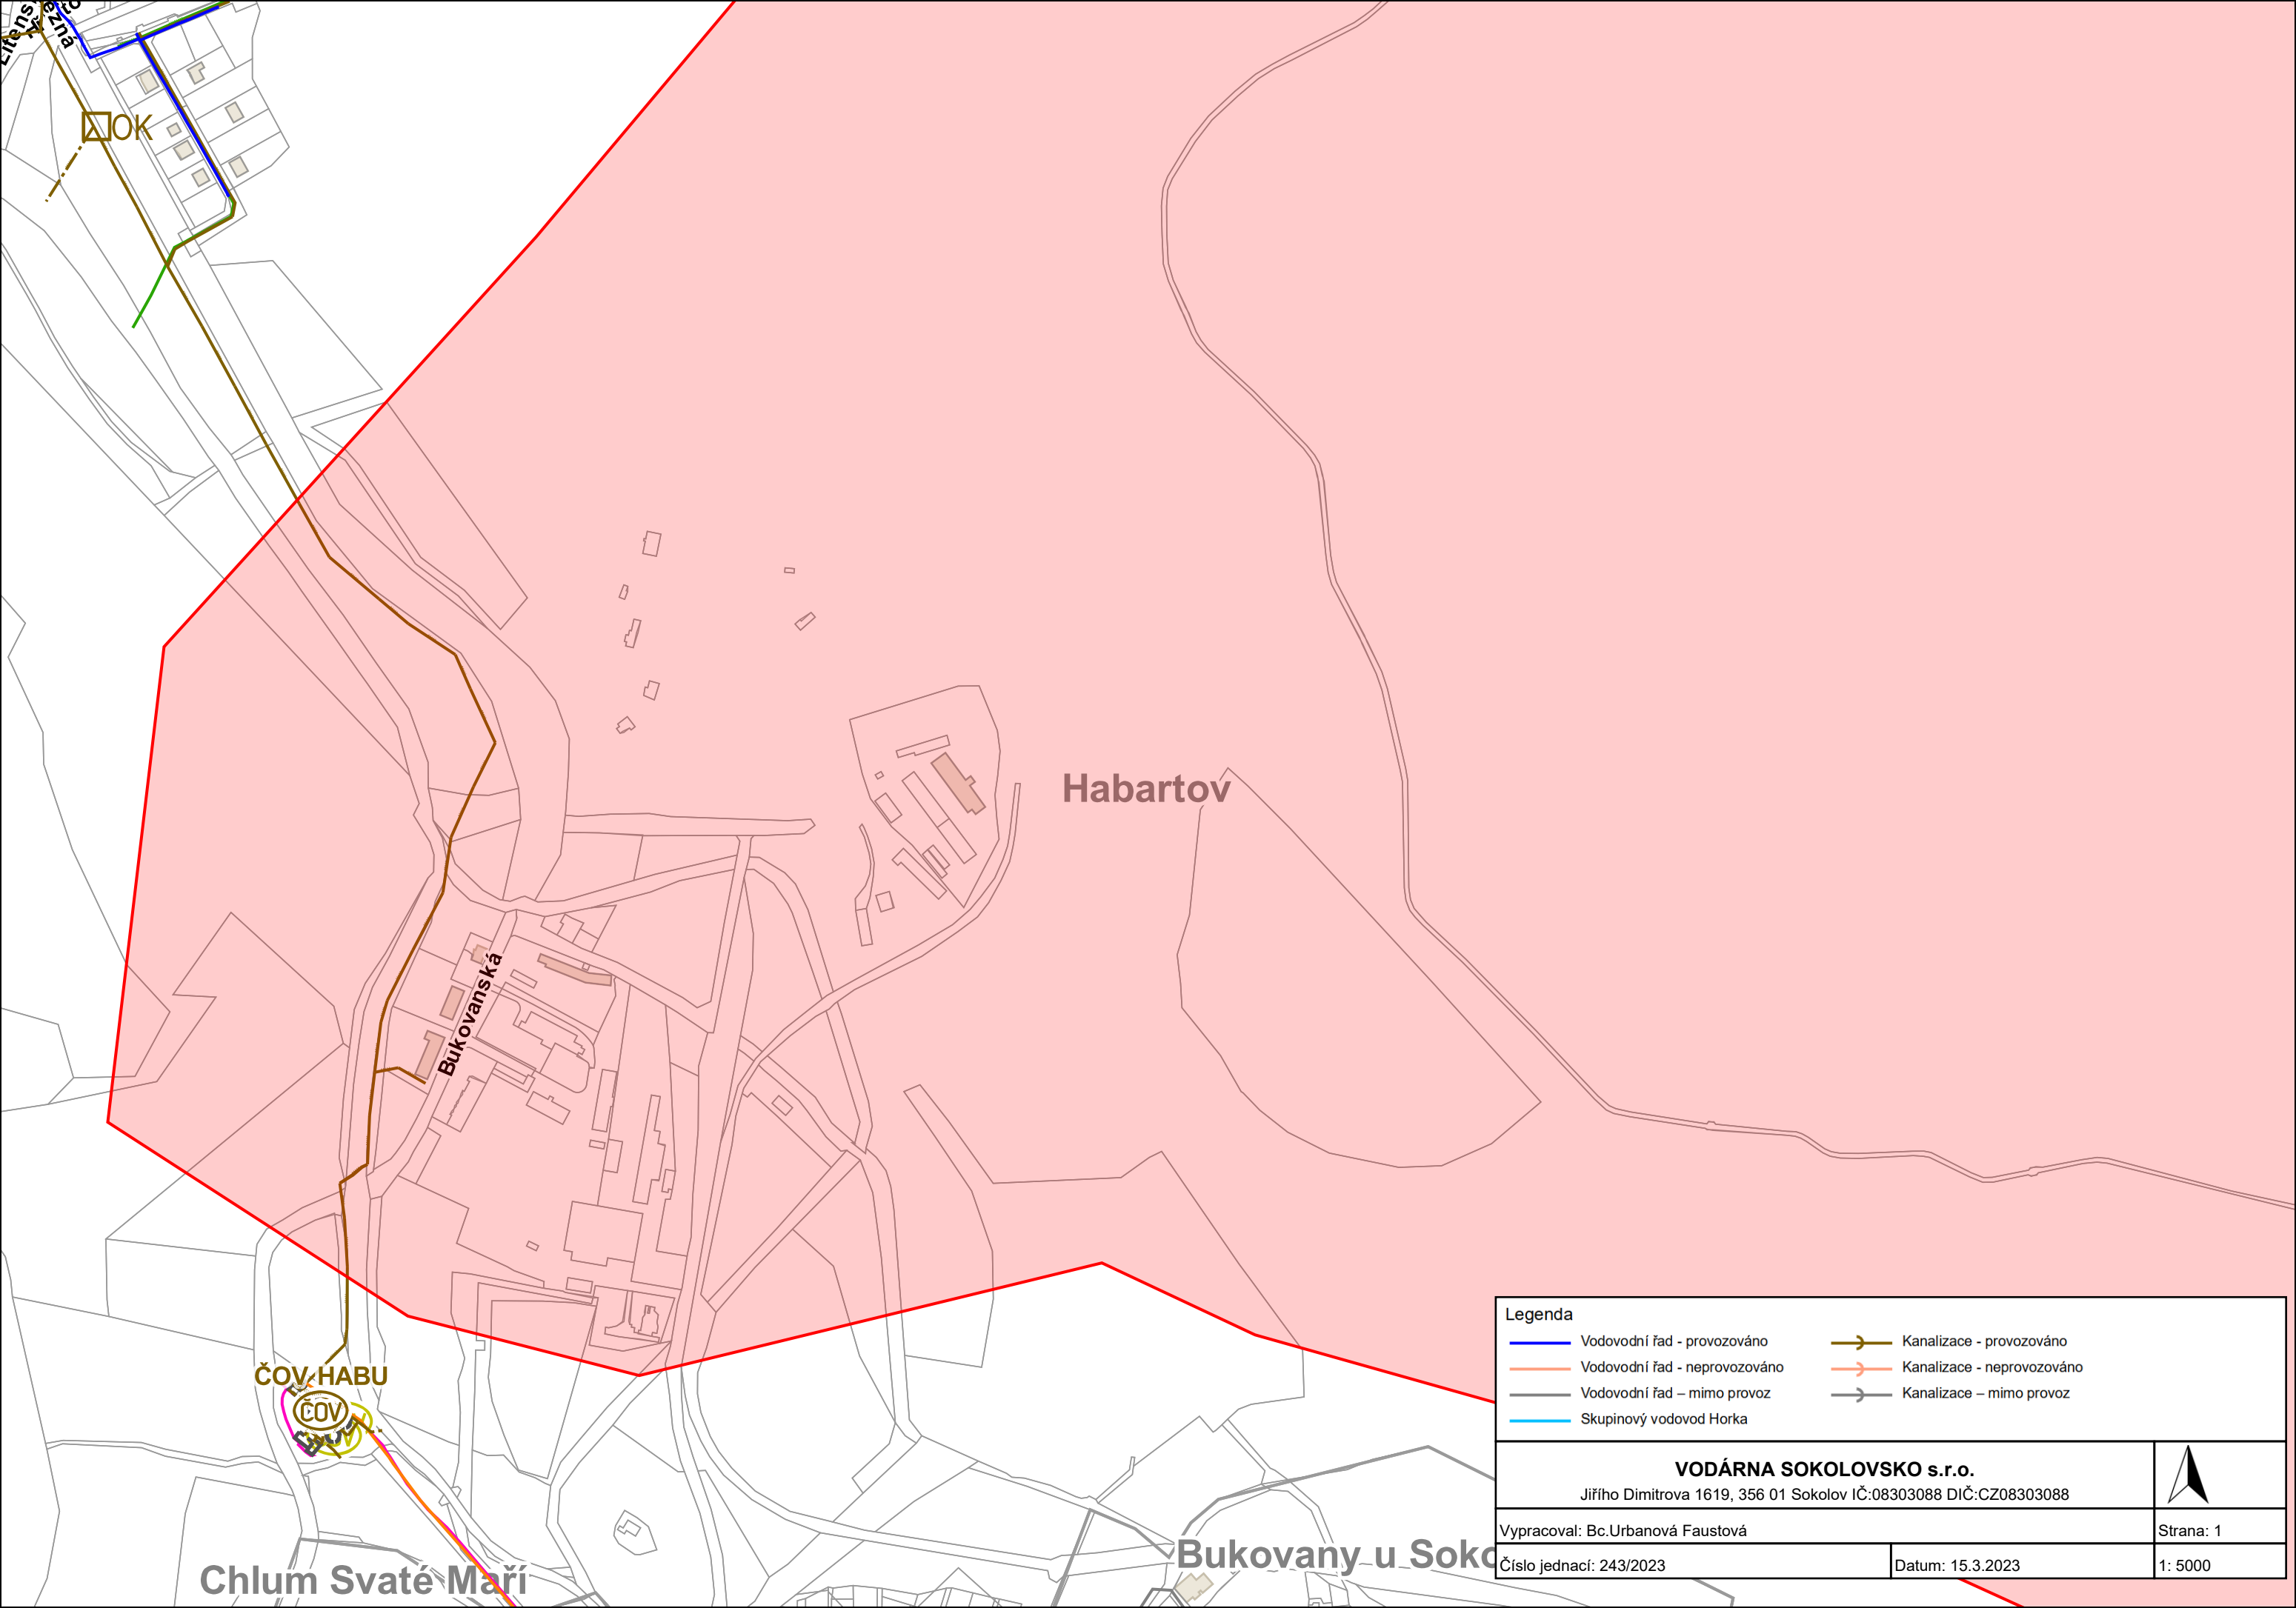 OK
Habartov
Bukovanská
ČOV HABU
ČOV
Chlum Svaté Maří
Bukovany u Soko
Legenda
Vodovodní řad - provozováno
Kanalizace - provozováno
Vodovodní řad - neprovozováno
Kanalizace - neprovozováno
Vodovodní řad – mimo provoz
Kanalizace – mimo provoz
Skupinový vodovod Horka
VODÁRNA SOKOLOVSKO s.r.o.
Jiřího Dimitrova 1619, 356 01 Sokolov IČ:08303088 DIČ:CZ08303088
Vypracoval: Bc.Urbanová Faustová
Strana: 1
Číslo jednací: 243/2023
Datum: 15.3.2023
1: 5000